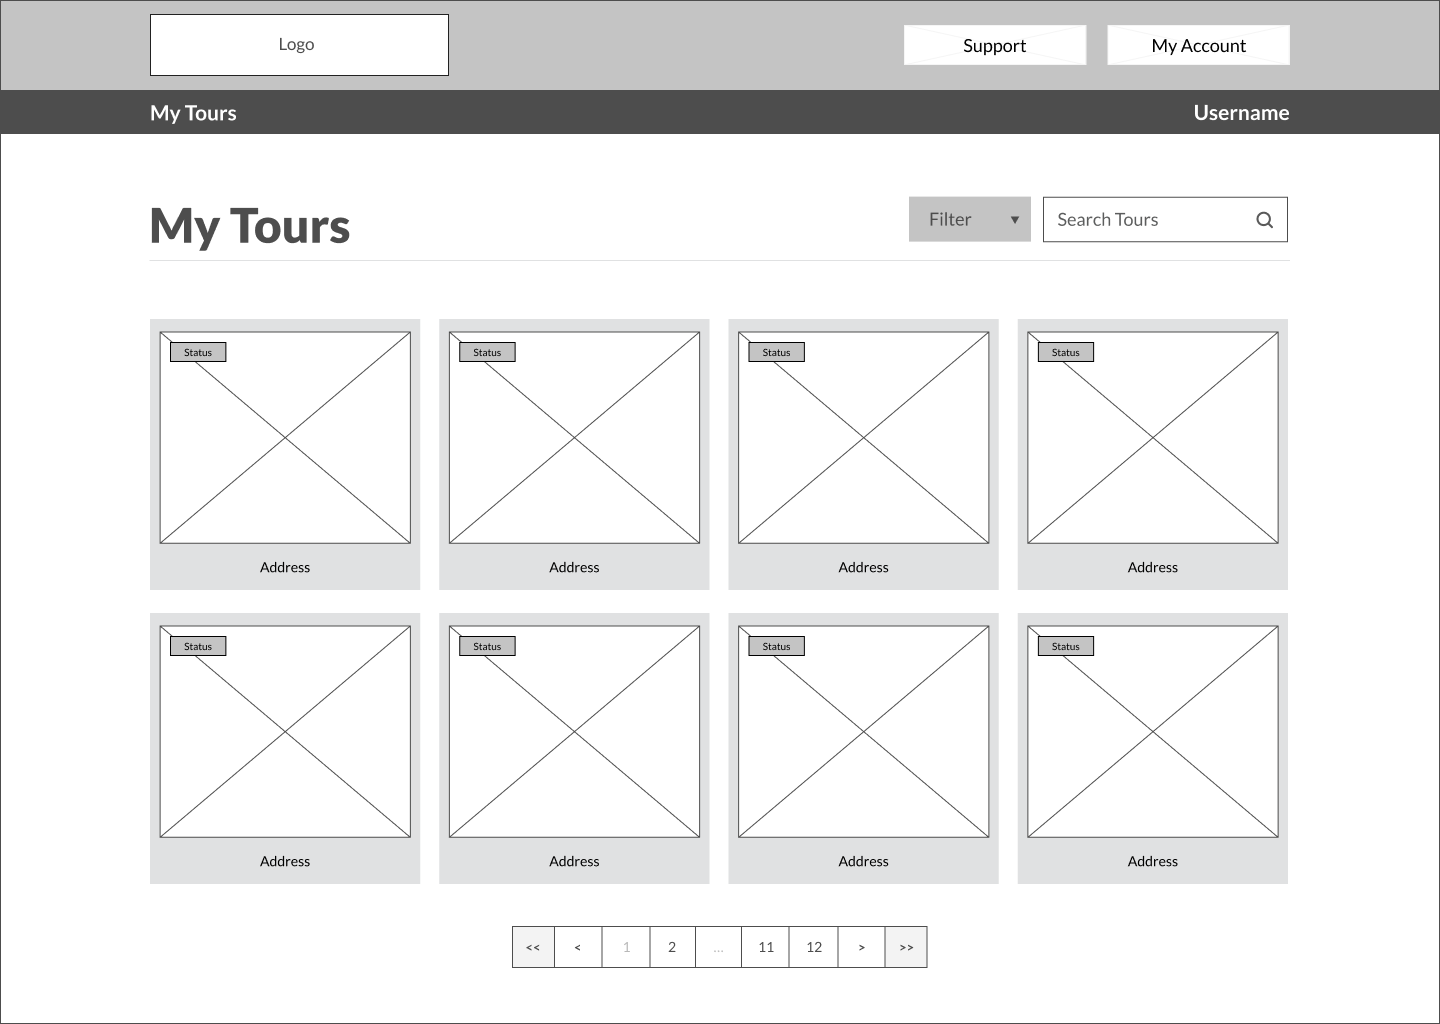 Logo
Support
My Account
My Tours
Username
My Tours
Filter
Search Tours
Status
Status
Status
Status
Address
Address
Address
Address
Status
Status
Status
Status
Address
Address
Address
Address
<< < 1 2 ... 11 12 > >>